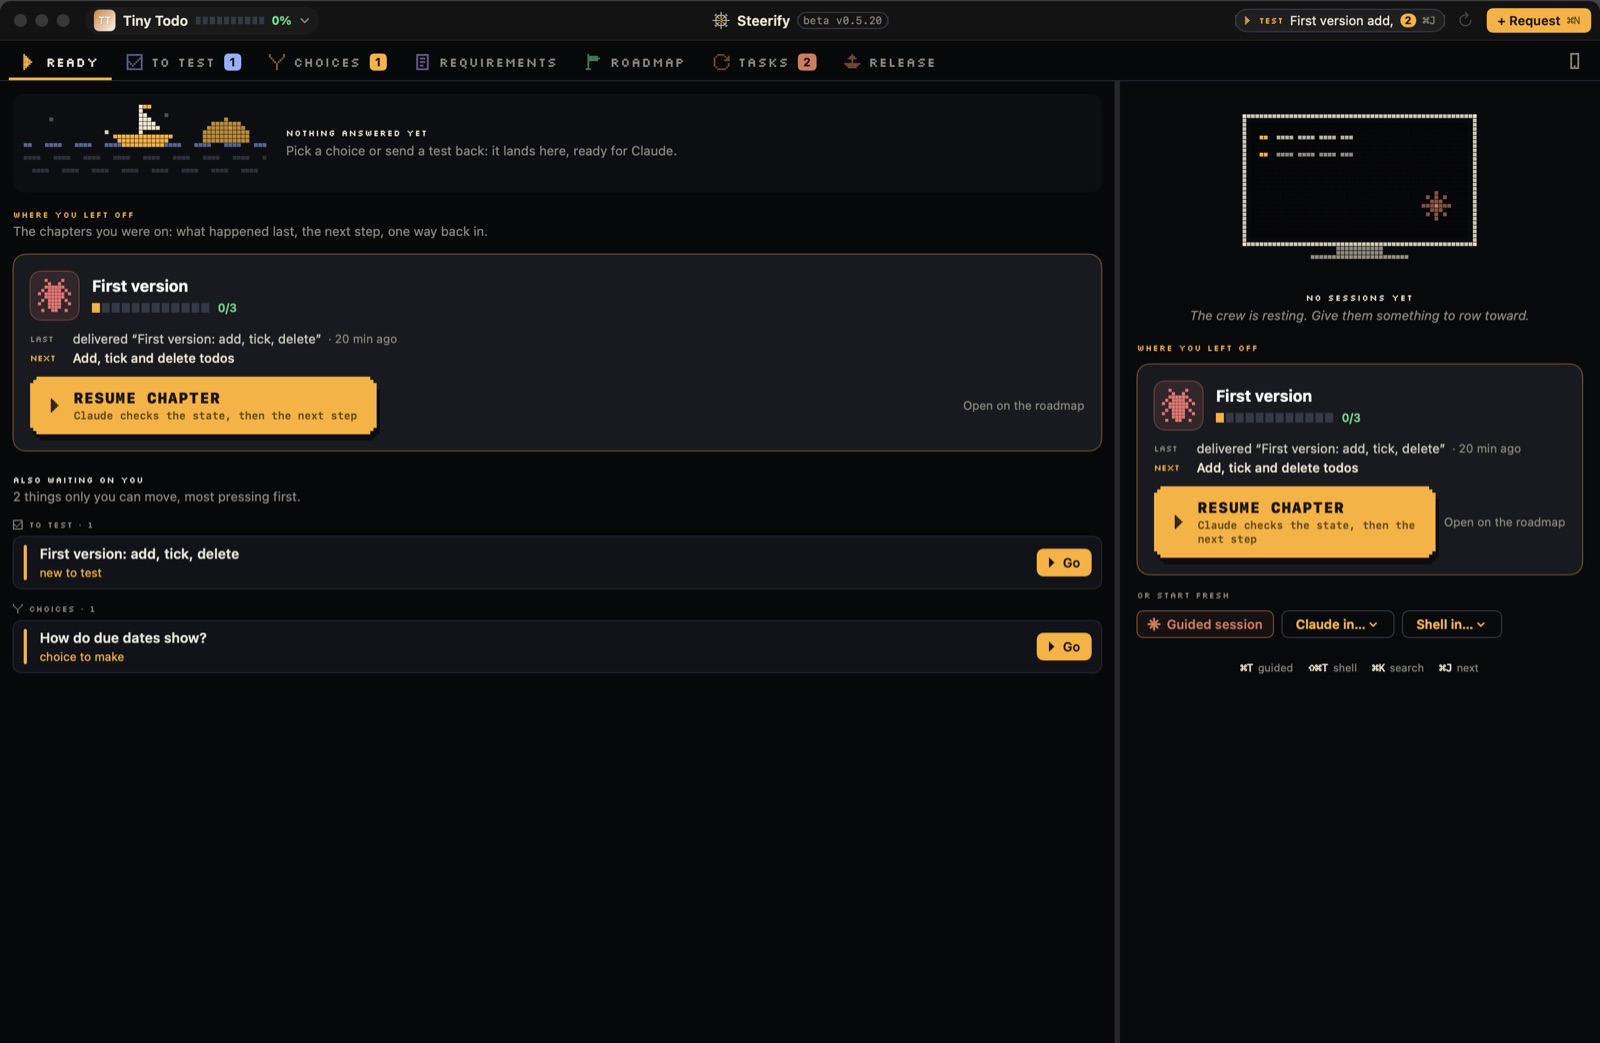 TT Tiny Todo 0%
Steerify beta v0.5.20
TEST First version add, 2 ⌘J
+ Request ⌘N
READY
TO TEST 1
CHOICES 1
REQUIREMENTS
ROADMAP
TASKS 2
RELEASE
NOTHING ANSWERED YET
Pick a choice or send a test back: it lands here, ready for Claude.
WHERE YOU LEFT OFF
The chapters you were on: what happened last, the next step, one way back in.
First version
0/3
LAST delivered “First version: add, tick, delete” · 20 min ago
NEXT Add, tick and delete todos
RESUME CHAPTER
Claude checks the state, then the next step
Open on the roadmap
ALSO WAITING ON YOU
2 things only you can move, most pressing first.
TO TEST · 1
First version: add, tick, delete
new to test
Go
CHOICES · 1
How do due dates show?
choice to make
Go
NO SESSIONS YET
The crew is resting. Give them something to row toward.
WHERE YOU LEFT OFF
First version
0/3
LAST delivered “First version: add, tick, delete” · 20 min ago
NEXT Add, tick and delete todos
RESUME CHAPTER
Claude checks the state, then the
next step
Open on the roadmap
OR START FRESH
Guided session
Claude in...
Shell in...
⌘T guided ⇧⌘T shell ⌘K search ⌘J next